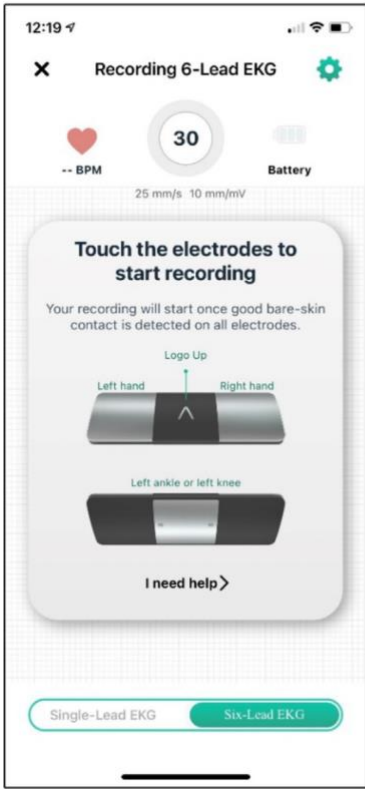 12:19
Recording 6-Lead EKG
30
-- BPM
Battery
25 mm/s 10 mm/mV
Touch the electrodes to
start recording
Your recording will start once good bare-skin
contact is detected on all electrodes.
Logo Up
Left hand Right hand
Left ankle or left knee
I need help
Single-Lead EKG Six-Lead EKG